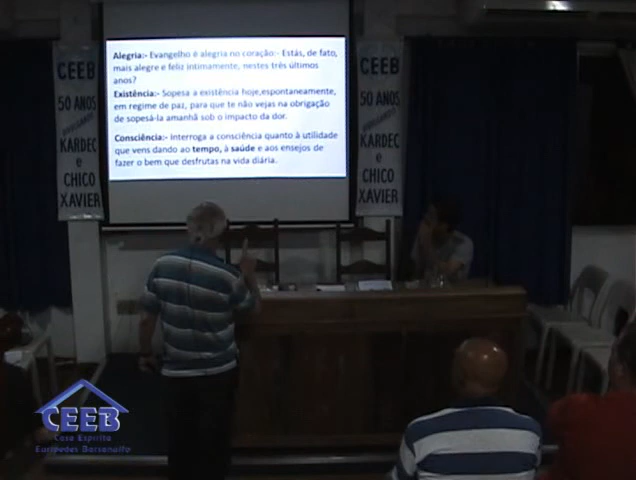 Alegria:- Evangelho é alegria no coração:- Estás, de fato,
mais alegre e feliz intimamente, nestes três últimos
anos?
Existência:- Sopesa a existência hoje,espontaneamente,
em regime de paz, para que te não vejas na obrigação
de sopesá-la amanhã sob o impacto da dor.
Consciência:- Interroga a consciência quanto à utilidade
que vens dando ao tempo, à saúde e aos ensejos de
fazer o bem que desfrutas na vida diária.
CEEB
50 ANOS
KARDEC
e
CHICO
XAVIER
CEEB
50 ANOS
KARDEC
e
CHICO
XAVIER
CEEB
Casa Espírita
Eurípedes Barsanulfo